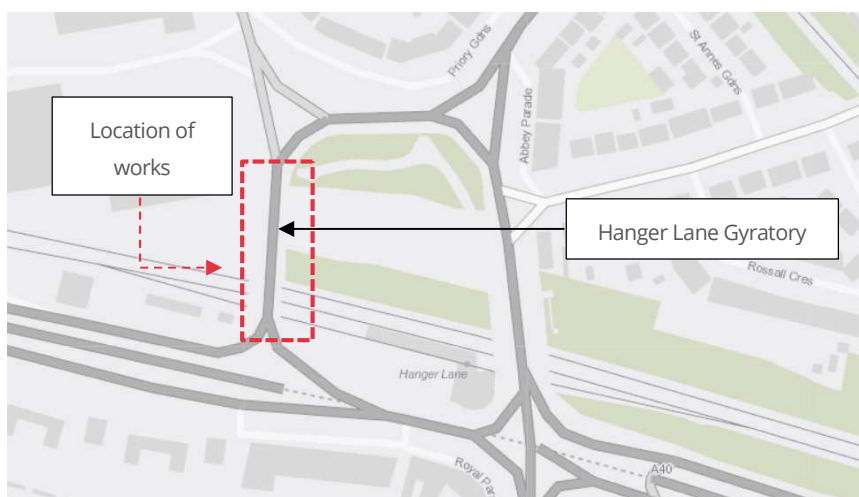 Priory Gdns
St Annes Gdns
Location of
works
Abbey Parade
Hanger Lane Gyratory
Rossall Cres
Hanger Lane
A40
Royal Pa